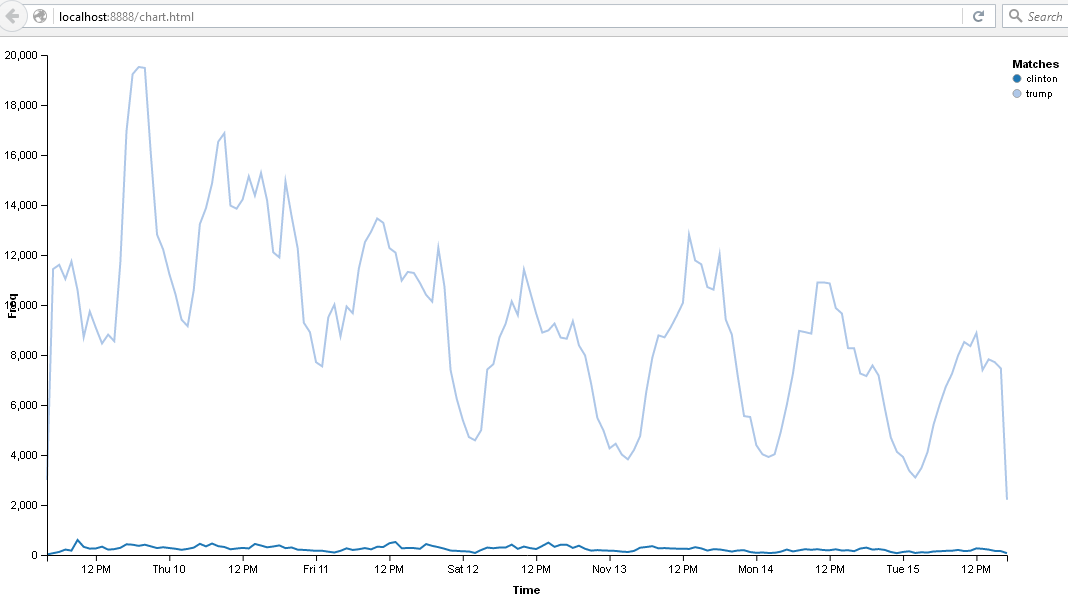 localhost:8888/chart.html
Search
Matches
clinton
trump
20,000
18,000
16,000
14,000
12,000
10,000
8,000
6,000
4,000
2,000
0
Freq
12 PM Thu 10 12 PM Fri 11 12 PM Sat 12 12 PM Nov 13 12 PM Mon 14 12 PM Tue 15 12 PM
Time